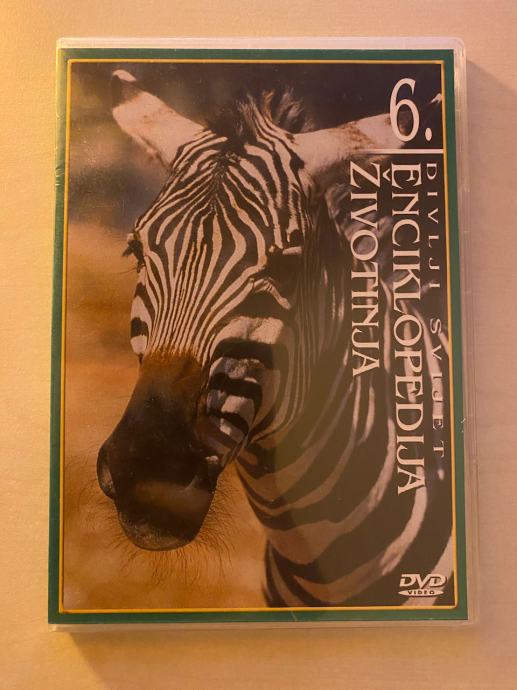 6.
DIVLJI SVIJET
ENCIKLOPEDIJA
ŽIVOTINJA
DVD
VIDEO